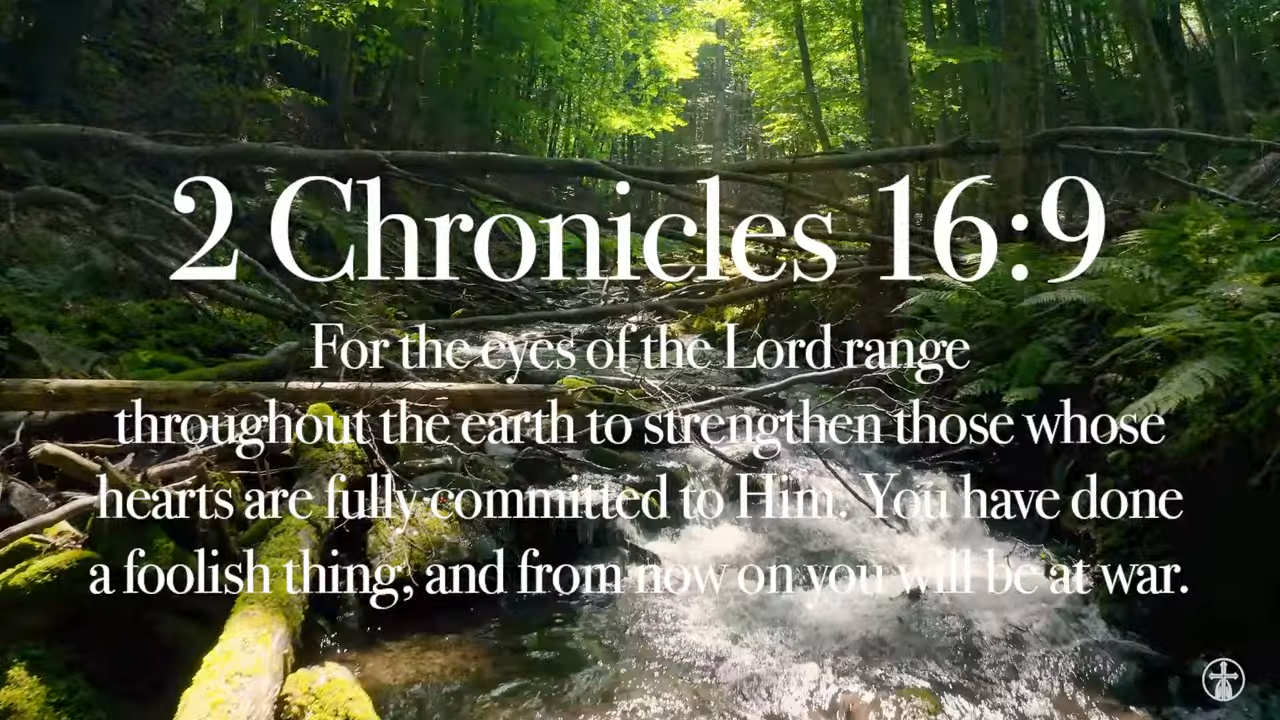 2 Chronicles 16:9
For the eyes of the Lord range
throughout the earth to strengthen those whose
hearts are fully committed to Him. You have done
a foolish thing, and from now on you will be at war.